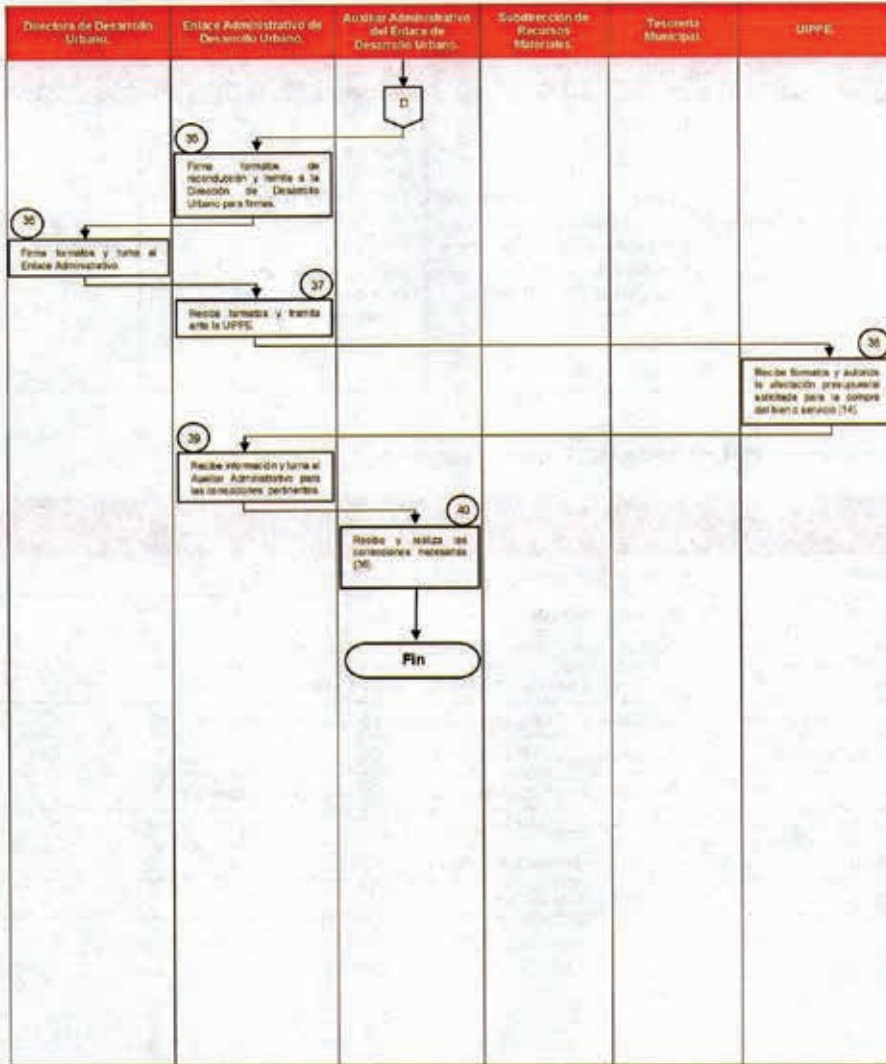 Directora de Desarrollo
Urbano.
Enlace Administrativo de
Desarrollo Urbano.
Auxiliar Administrativo
del Enlace de
Desarrollo Urbano.
Subdirección de
Recursos
Materiales.
Tesorería
Municipal.
UIPPE.
D
35
Firma formatos de
reconducción y remite a la
Dirección de Desarrollo
Urbano para firmas.
36
Firma formatos y turna al
Enlace Administrativo.
37
Recibe formatos y tramita
ante la UIPPE.
38
Recibe formatos y autoriza
la afectación presupuestal
solicitada para la compra
del bien o servicio (14).
39
Recibe información y turna al
Auxiliar Administrativo para
las correcciones pertinentes.
40
Recibe y realiza las
correcciones necesarias
Fin